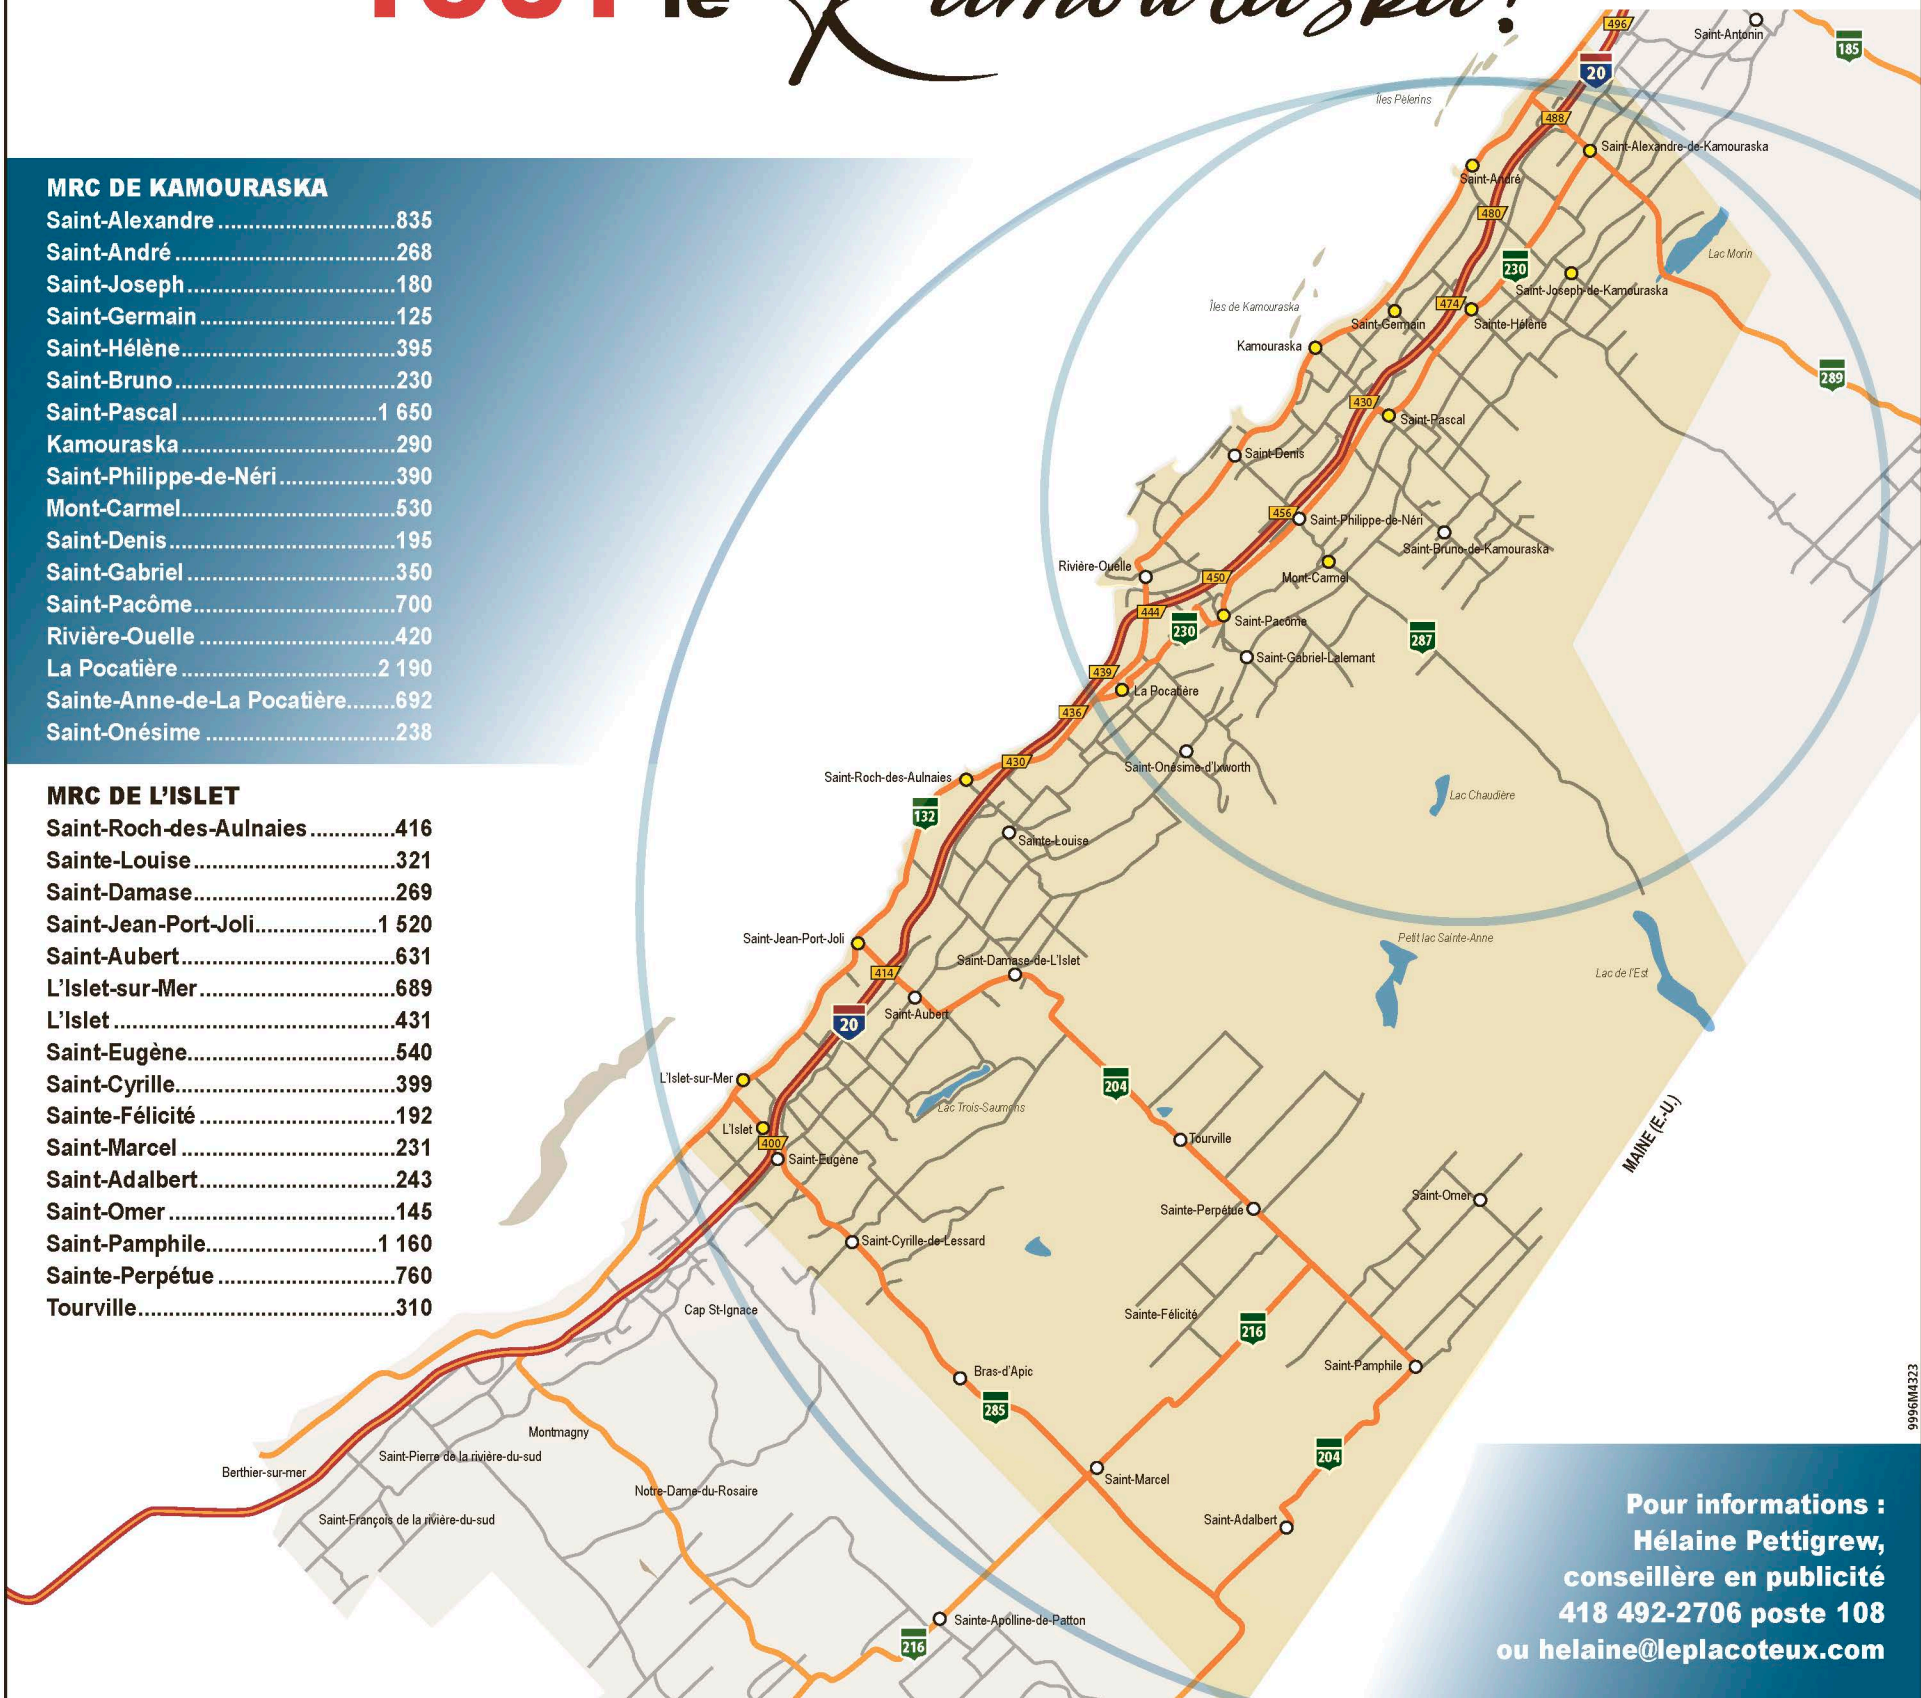 TOUT le Kamouraska!
MRC DE KAMOURASKA
Saint-Alexandre.............................835
Saint-André....................................268
Saint-Joseph..................................180
Saint-Germain................................125
Saint-Hélène...................................395
Saint-Bruno....................................230
Saint-Pascal................................1 650
Kamouraska...................................290
Saint-Philippe-de-Néri...................390
Mont-Carmel...................................530
Saint-Denis.....................................195
Saint-Gabriel..................................350
Saint-Pacôme.................................700
Rivière-Ouelle................................420
La Pocatière................................2 190
Sainte-Anne-de-La Pocatière........692
Saint-Onésime...............................238
MRC DE L'ISLET
Saint-Roch-des-Aulnaies..............416
Sainte-Louise.................................321
Saint-Damase.................................269
Saint-Jean-Port-Joli....................1 520
Saint-Aubert...................................631
L'Islet-sur-Mer................................689
L'Islet..............................................431
Saint-Eugène..................................540
Saint-Cyrille....................................399
Sainte-Félicité................................192
Saint-Marcel...................................231
Saint-Adalbert................................243
Saint-Omer.....................................145
Saint-Pamphile............................1 160
Sainte-Perpétue.............................760
Tourville..........................................310
496
Saint-Antonin
185
20
Îles Pèlerins
488
Saint-Alexandre-de-Kamouraska
Saint-André
480
Lac Morin
230
Saint-Joseph-de-Kamouraska
Îles de Kamouraska
474
Saint-Germain
Sainte-Hélène
Kamouraska
289
430
Saint-Pascal
Saint-Denis
456
Saint-Philippe-de-Néri
Saint-Bruno-de-Kamouraska
Rivière-Ouelle
450
Mont-Carmel
444
230
Saint-Pacôme
287
Saint-Gabriel-Lalemant
439
La Pocatière
436
430
Saint-Onésime-d'Ixworth
Saint-Roch-des-Aulnaies
132
Lac Chaudière
Sainte-Louise
Saint-Jean-Port-Joli
Petit lac Sainte-Anne
414
Saint-Damase-de-L'Islet
Lac de l'Est
Saint-Aubert
20
L'Islet-sur-Mer
204
Lac Trois-Saumons
L'Islet
400
Saint-Eugène
Tourville
MAINE (E.-U.)
Saint-Omer
Sainte-Perpétue
Saint-Cyrille-de-Lessard
Cap St-Ignace
Sainte-Félicité
216
Saint-Pamphile
Bras-d'Apic
285
Montmagny
Saint-Pierre de la rivière-du-sud
204
Berthier-sur-mer
Saint-Marcel
Notre-Dame-du-Rosaire
Saint-François de la rivière-du-sud
Saint-Adalbert
Sainte-Apolline-de-Patton
216
9996M4323
Pour informations :
Hélaine Pettigrew,
conseillère en publicité
418 492-2706 poste 108
ou helaine@leplacoteux.com